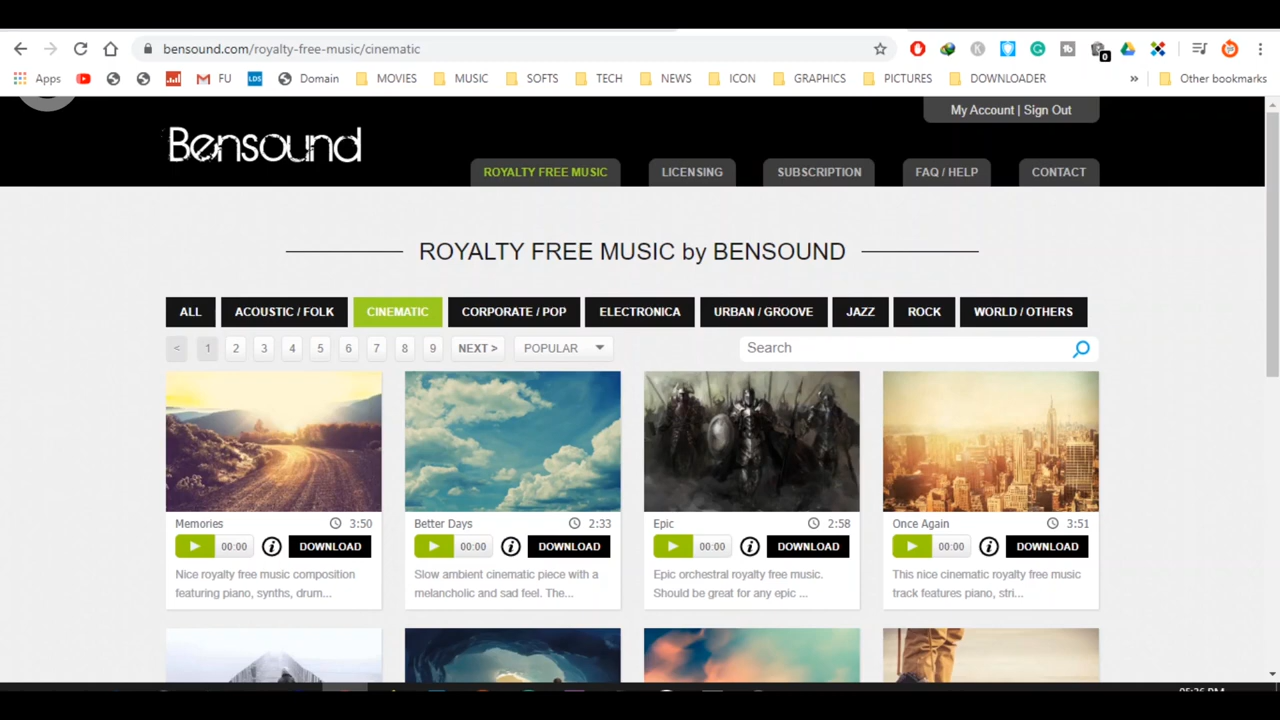 bensound.com/royalty-free-music/cinematic
0
Apps FU LDS Domain MOVIES MUSIC SOFTS TECH NEWS ICON GRAPHICS PICTURES DOWNLOADER » Other bookmarks
My Account | Sign Out
Bensound
ROYALTY FREE MUSIC LICENSING SUBSCRIPTION FAQ / HELP CONTACT
ROYALTY FREE MUSIC by BENSOUND
ALL ACOUSTIC / FOLK CINEMATIC CORPORATE / POP ELECTRONICA URBAN / GROOVE JAZZ ROCK WORLD / OTHERS
< 1 2 3 4 5 6 7 8 9 NEXT > POPULAR Search
Memories 3:50
00:00 DOWNLOAD
Nice royalty free music composition
featuring piano, synths, drum...
Better Days 2:33
00:00 DOWNLOAD
Slow ambient cinematic piece with a
melancholic and sad feel. The...
Epic 2:58
00:00 DOWNLOAD
Epic orchestral royalty free music.
Should be great for any epic ...
Once Again 3:51
00:00 DOWNLOAD
This nice cinematic royalty free music
track features piano, stri...